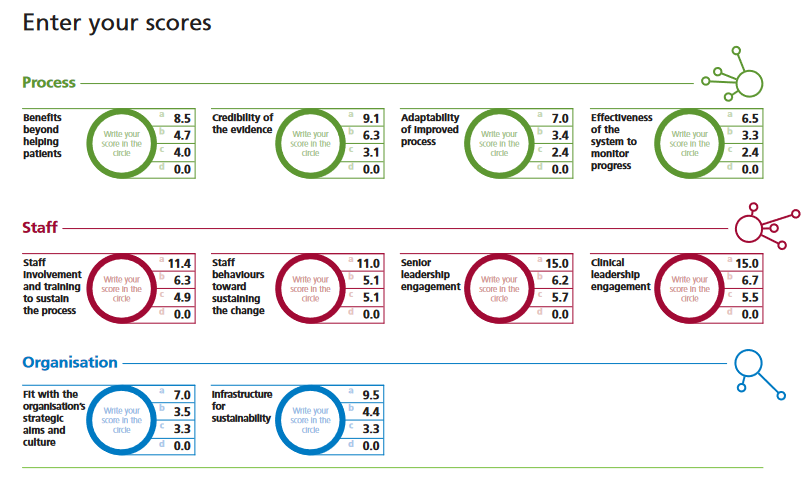 Enter your scores
Process
Benefits
beyond
helping
patients
Write your
score in the
circle
a 8.5
b 4.7
c 4.0
d 0.0
Credibility of
the evidence
Write your
score in the
circle
a 9.1
b 6.3
c 3.1
d 0.0
Adaptability
of improved
process
Write your
score in the
circle
a 7.0
b 3.4
c 2.4
d 0.0
Effectiveness
of the
system to
monitor
progress
Write your
score in the
circle
a 6.5
b 3.3
c 2.4
d 0.0
Staff
Staff
involvement
and training
to sustain
the process
Write your
score in the
circle
a 11.4
b 6.3
c 4.9
d 0.0
Staff
behaviours
toward
sustaining
the change
Write your
score in the
circle
a 11.0
b 5.1
c 5.1
d 0.0
Senior
leadership
engagement
Write your
score in the
circle
a 15.0
b 6.2
c 5.7
d 0.0
Clinical
leadership
engagement
Write your
score in the
circle
a 15.0
b 6.7
c 5.5
d 0.0
Organisation
Fit with the
organisation's
strategic
aims and
culture
Write your
score in the
circle
a 7.0
b 3.5
c 3.3
d 0.0
Infrastructure
for
sustainability
Write your
score in the
circle
a 9.5
b 4.4
c 3.3
d 0.0